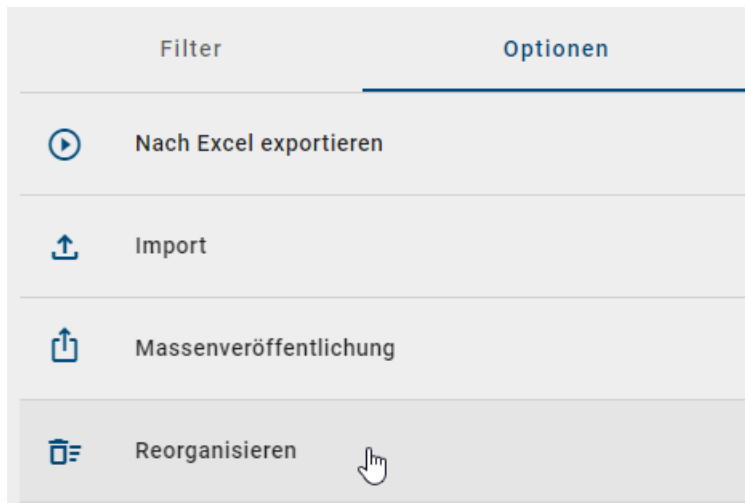 Filter
Optionen
Nach Excel exportieren
Import
Massenveröffentlichung
Reorganisieren